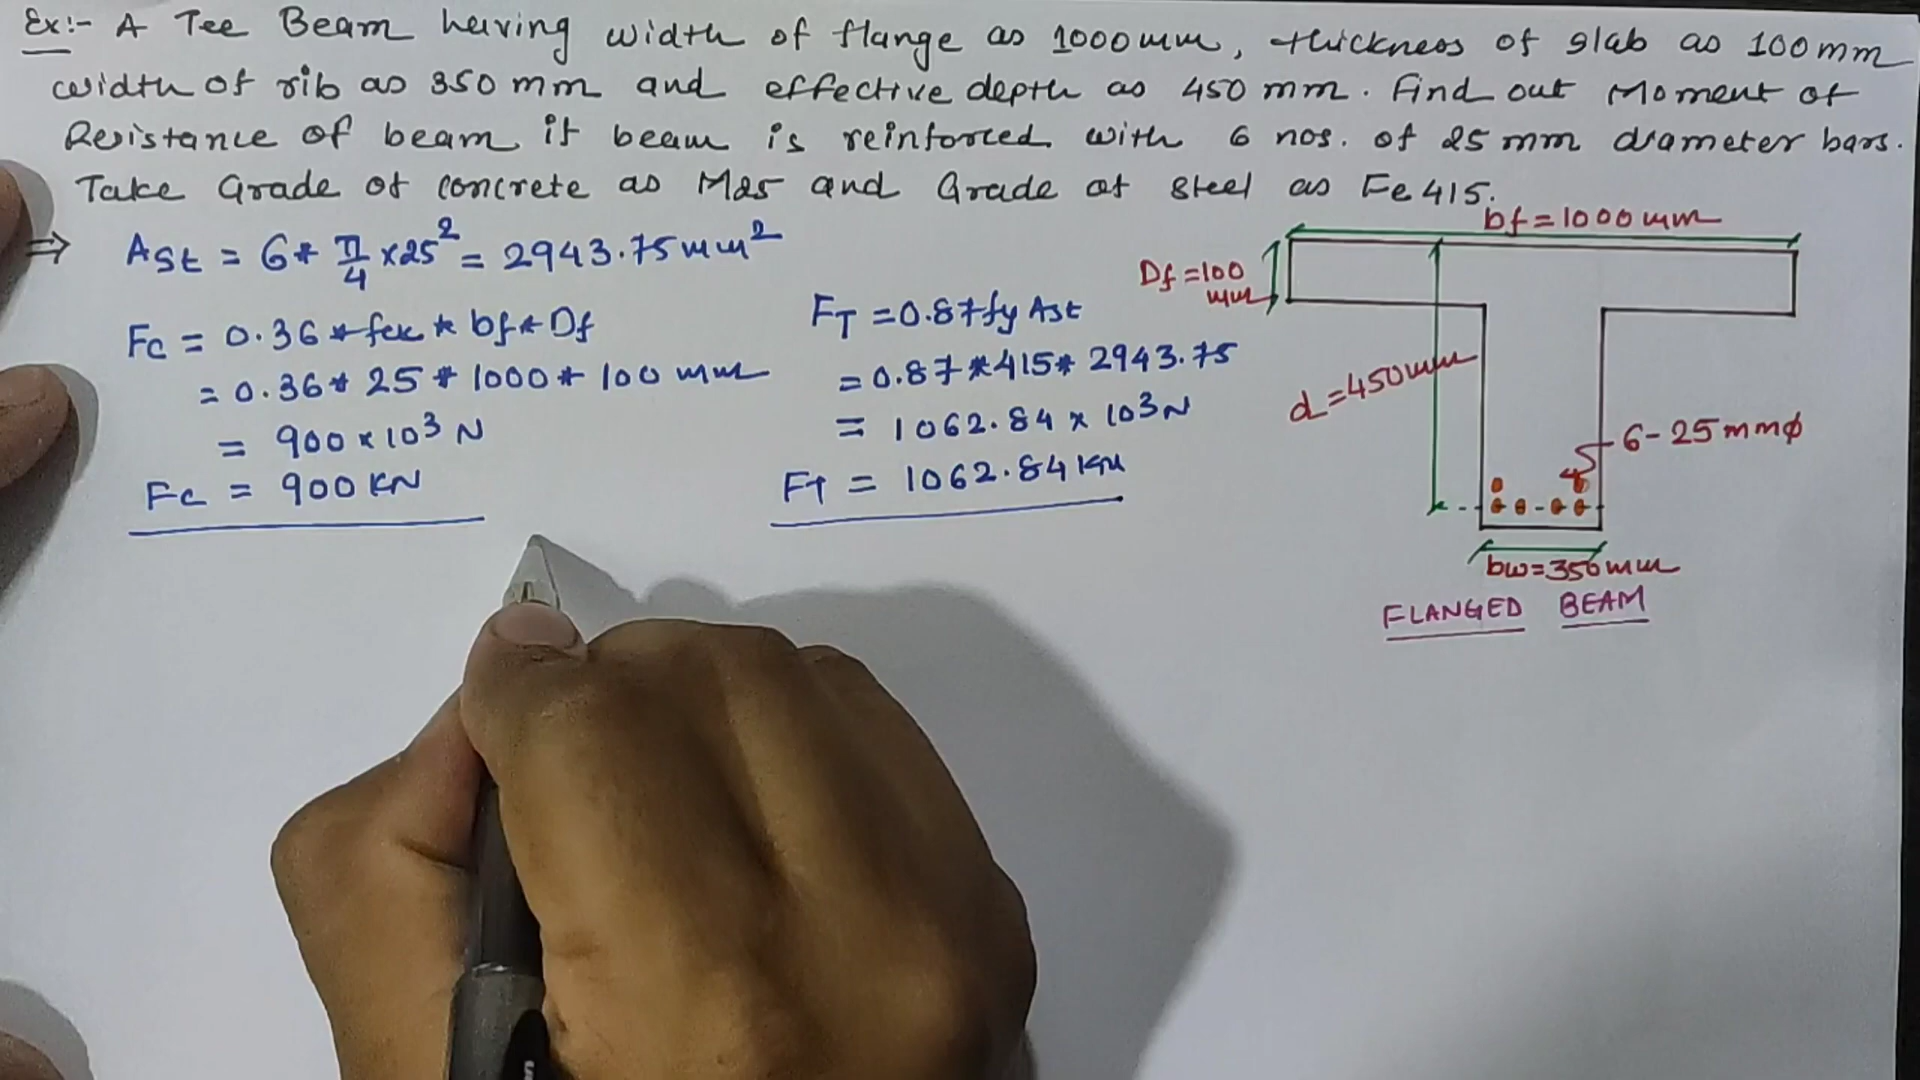 Ex:- A Tee Beam having width of flange as 1000mm, thickness of slab as 100mm
width of rib as 350 mm and effective depth as 450 mm. Find out Moment of
Resistance of beam if beam is reinforced with 6 nos. of 25 mm diameter bars.
Take Grade of concrete as M25 and Grade of steel as Fe 415.
⇒ Ast = 6 * π/4 × 25² = 2943.75 mm²
Fc = 0.36 * fck * bf * Df
= 0.36 * 25 * 1000 * 100 mm
= 900 × 10³ N
Fc = 900 KN
FT = 0.87 fy Ast
= 0.87 * 415 * 2943.75
= 1062.84 × 10³ N
FT = 1062.84 KN
bf = 1000 mm
Df = 100 mm
d = 450 mm
6 - 25 mm ϕ
bw = 350 mm
FLANGED BEAM